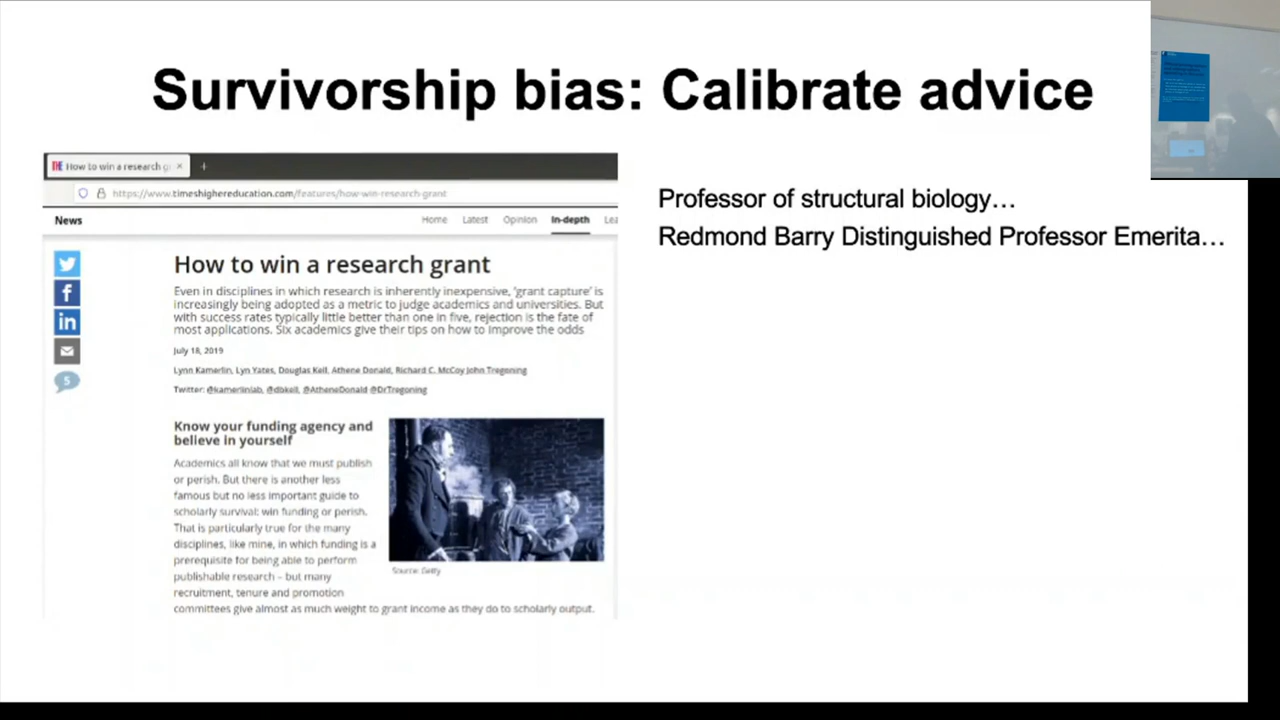 Survivorship bias: Calibrate advice
How to win a research g
https://www.timeshighereducation.com/features/how-win-research-grant
News
Home Latest Opinion In-depth Lea
How to win a research grant
Even in disciplines in which research is inherently inexpensive, 'grant capture' is
increasingly being adopted as a metric to judge academics and universities. But
with success rates typically little better than one in five, rejection is the fate of
most applications. Six academics give their tips on how to improve the odds
July 18, 2019
Lynn Kamerlin, Lyn Yates, Douglas Kell, Athene Donald, Richard C. McCoy John Tregoning
Twitter: @kamerlinlab, @dbkell, @AtheneDonald @DrTregoning
5
Know your funding agency and
believe in yourself
Academics all know that we must publish
or perish. But there is another less
famous but no less important guide to
scholarly survival: win funding or perish.
That is particularly true for the many
disciplines, like mine, in which funding is a
prerequisite for being able to perform
publishable research – but many
recruitment, tenure and promotion
committees give almost as much weight to grant income as they do to scholarly output.
Source: Getty
Professor of structural biology…
Redmond Barry Distinguished Professor Emerita…